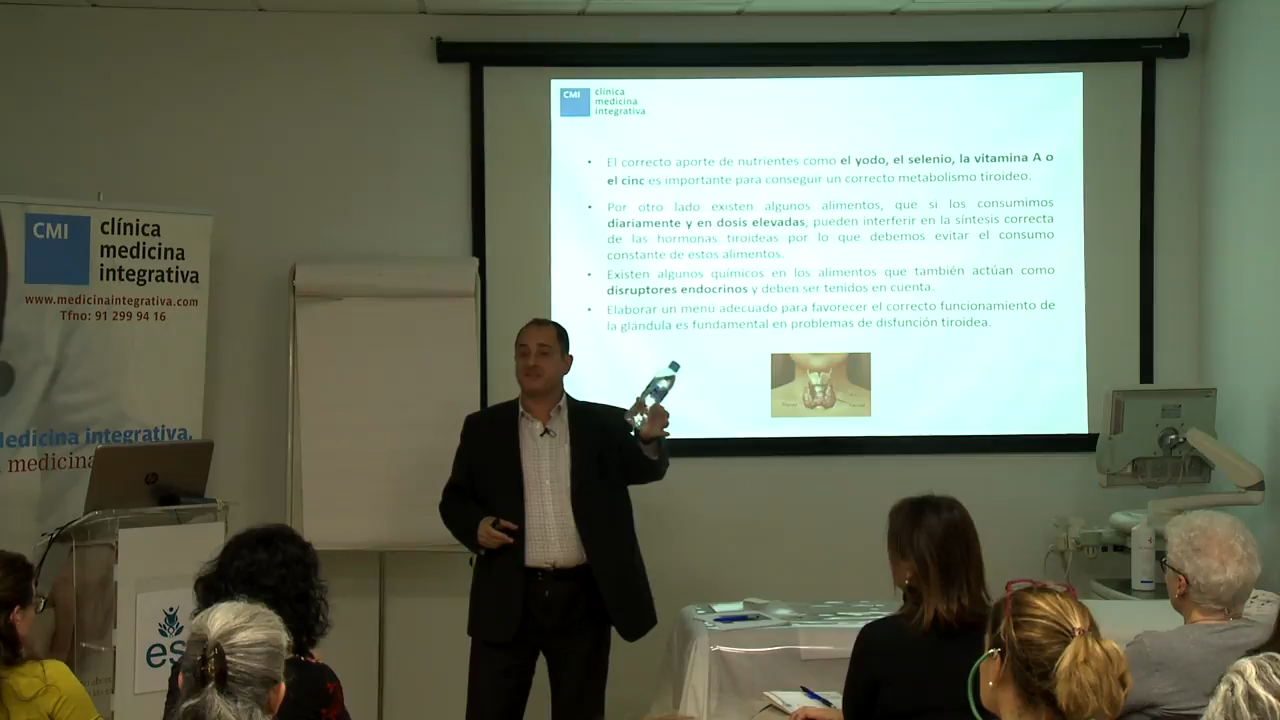 CMI
clínica
medicina
integrativa
El correcto aporte de nutrientes como el yodo, el selenio, la vitamina A o
el cinc es importante para conseguir un correcto metabolismo tiroideo.
Por otro lado existen algunos alimentos, que si los consumimos
diariamente y en dosis elevadas, pueden interferir en la síntesis correcta
de las hormonas tiroideas por lo que debemos evitar el consumo
constante de estos alimentos.
Existen algunos químicos en los alimentos que también actúan como
disruptores endocrinos y deben ser tenidos en cuenta.
Elaborar un menú adecuado para favorecer el correcto funcionamiento de
la glándula es fundamental en problemas de disfunción tiroidea.
CMI
clínica
medicina
integrativa
www.medicinaintegrativa.com
Tfno: 91 299 94 16
Medicina integrativa,
medicina
hp
es